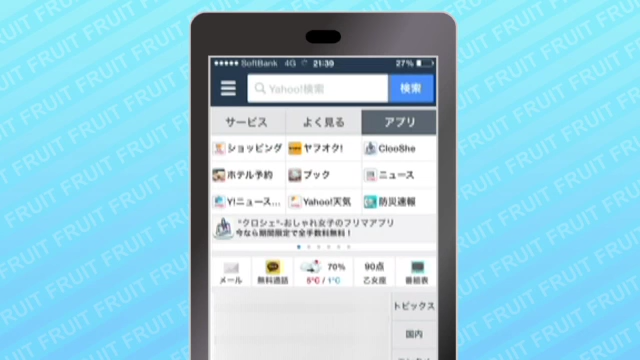 ●●●●● SoftBank 4G 21:39 27%
Yahoo!検索 検索
サービス よく見る アプリ
ショッピング ヤフオク! ClooShe
ホテル予約 ブック ニュース
Y!ニュース... Yahoo!天気 防災速報
"クロシェ"-おしゃれ女子のフリマアプリ
今なら期間限定で全手数料無料!
70% 90点
メール 無料通話 5℃ / 1℃ 乙女座 番組表
トピックス
国内
FRUIT FRUIT FRUIT FRUIT